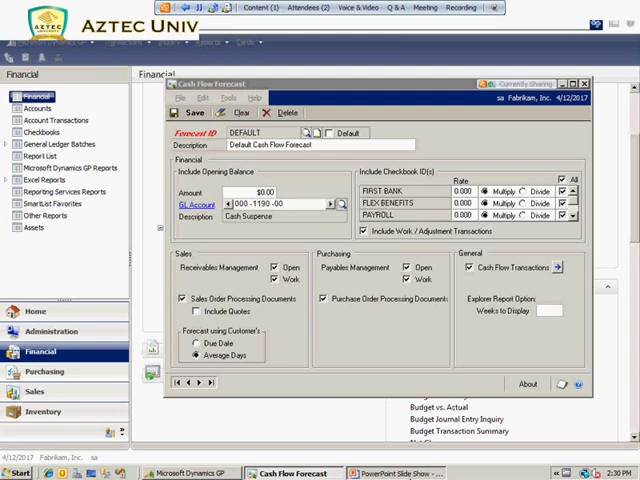 Content (1) Attendees (2) Voice & Video Q & A Meeting Recording
AZTEC UNIV
AZTEC UNIV
Microsoft Dynamics GP Transactions Inquiry Reports Cards
Financial
Financial
Accounts
Account Transactions
Checkbooks
General Ledger Batches
Report List
Microsoft Dynamics GP Reports
Excel Reports
Reporting Services Reports
SmartList Favorites
Other Reports
Assets
Home
Administration
Financial
Purchasing
Sales
Inventory
Financial
Cash Flow Forecast
Currently Sharing
File Edit Tools Help
sa Fabrikam, Inc. 4/12/2017
Save Clear Delete
Forecast ID DEFAULT Default
Description Default Cash Flow Forecast
Financial
Include Opening Balance
Amount $0.00
GL Account 000 -1190 -00
Description Cash Suspense
Include Checkbook ID(s)
Rate All
FIRST BANK 0.000 Multiply Divide
FLEX BENEFITS 0.000 Multiply Divide
PAYROLL 0.000 Multiply Divide
Include Work / Adjustment Transactions
Sales
Receivables Management Open
Work
Sales Order Processing Documents
Include Quotes
Forecast using Customer's
Due Date
Average Days
Purchasing
Payables Management Open
Work
Purchase Order Processing Documents
General
Cash Flow Transactions
Explorer Report Option:
Weeks to Display
About
Budget vs. Actual
Budget Journal Entry Inquiry
Budget Transaction Summary
4/12/2017 Fabrikam, Inc. sa
Start Microsoft Dynamics GP Cash Flow Forecast PowerPoint Slide Show - ... 2:30 PM